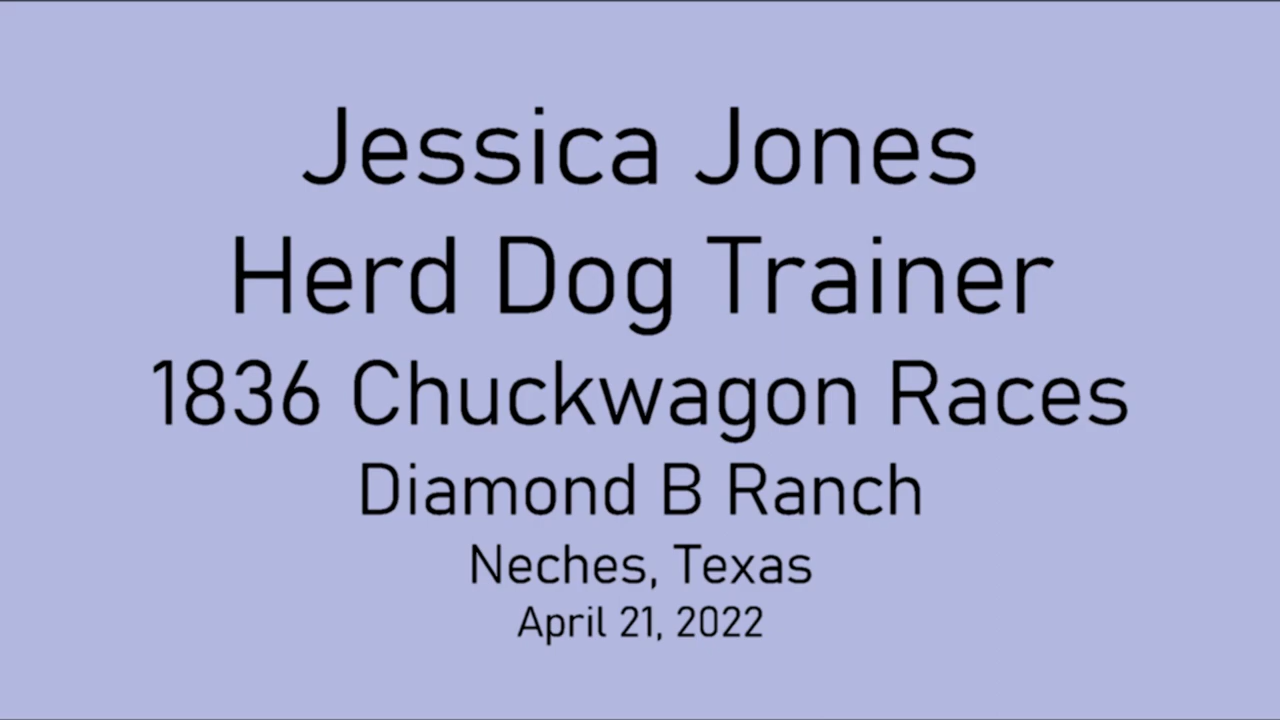 Jessica Jones
Herd Dog Trainer
1836 Chuckwagon Races
Diamond B Ranch
Neches, Texas
April 21, 2022